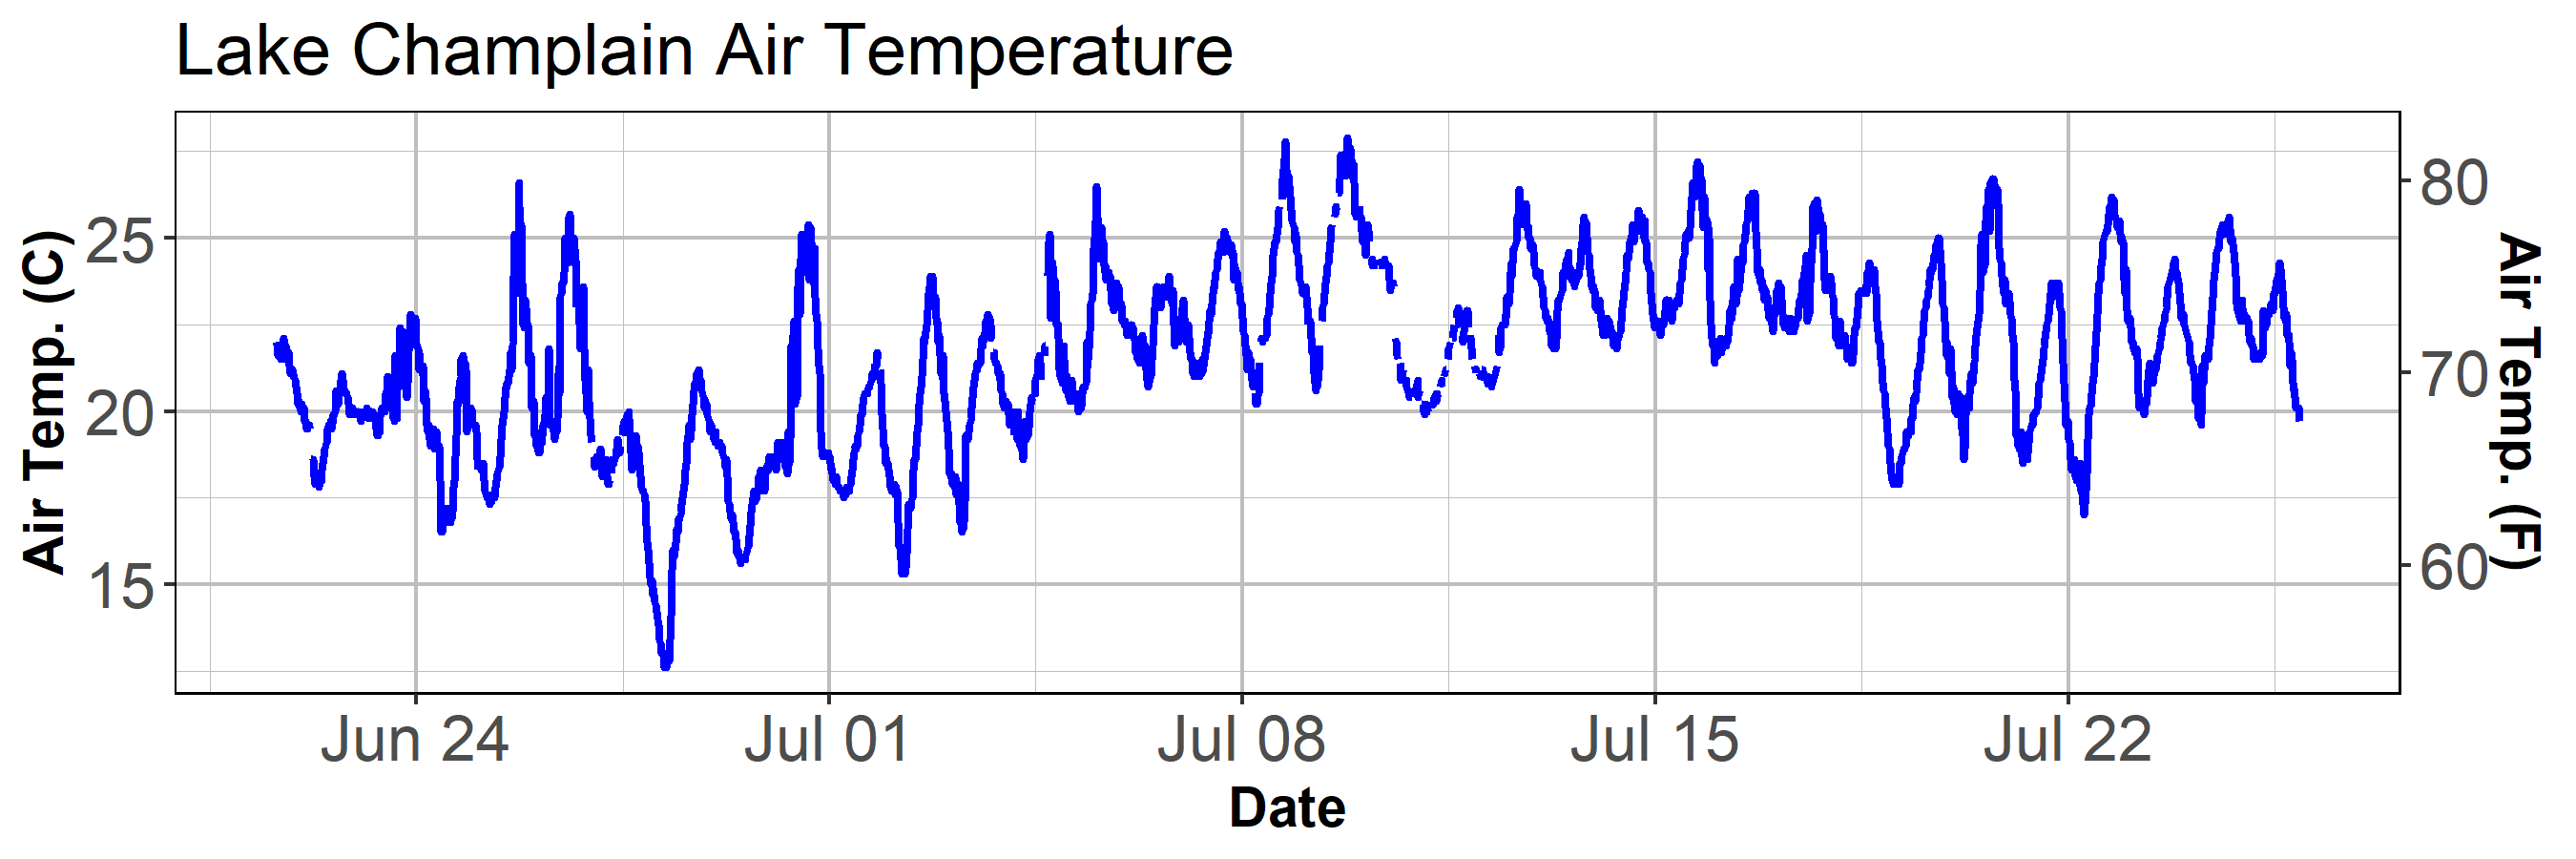 Lake Champlain Air Temperature
Air Temp. (C)
25
20
15
80
70
60
Air Temp. (F)
Jun 24 Jul 01 Jul 08 Jul 15 Jul 22
Date